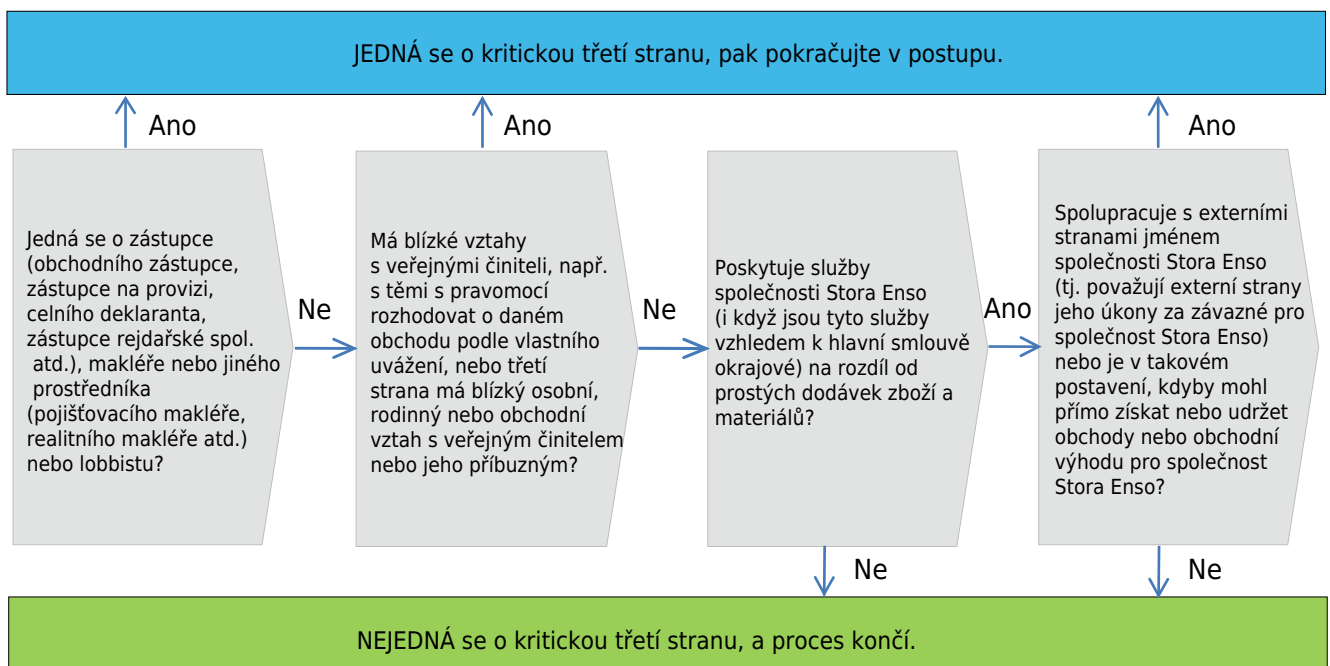 JEDNÁ se o kritickou třetí stranu, pak pokračujte v postupu.
Ano
Ano
Ano
Jedná se o zástupce
(obchodního zástupce,
zástupce na provizi,
celního deklaranta,
zástupce rejdařské spol.
atd.), makléře nebo jiného
prostředníka
(pojišťovacího makléře,
realitního makléře atd.)
nebo lobbistu?
Ne
Má blízké vztahy
s veřejnými činiteli, např.
s těmi s pravomocí
rozhodovat o daném
obchodu podle vlastního
uvážení, nebo třetí
strana má blízký osobní,
rodinný nebo obchodní
vztah s veřejným činitelem
nebo jeho příbuzným?
Ne
Poskytuje služby
společnosti Stora Enso
(i když jsou tyto služby
vzhledem k hlavní smlouvě
okrajové) na rozdíl od
prostých dodávek zboží a
materiálů?
Ano
Spolupracuje s externími
stranami jménem
společnosti Stora Enso
(tj. považují externí strany
jeho úkony za závazné pro
společnost Stora Enso)
nebo je v takovém
postavení, kdyby mohl
přímo získat nebo udržet
obchody nebo obchodní
výhodu pro společnost
Stora Enso?
Ne
Ne
NEJEDNÁ se o kritickou třetí stranu, a proces končí.